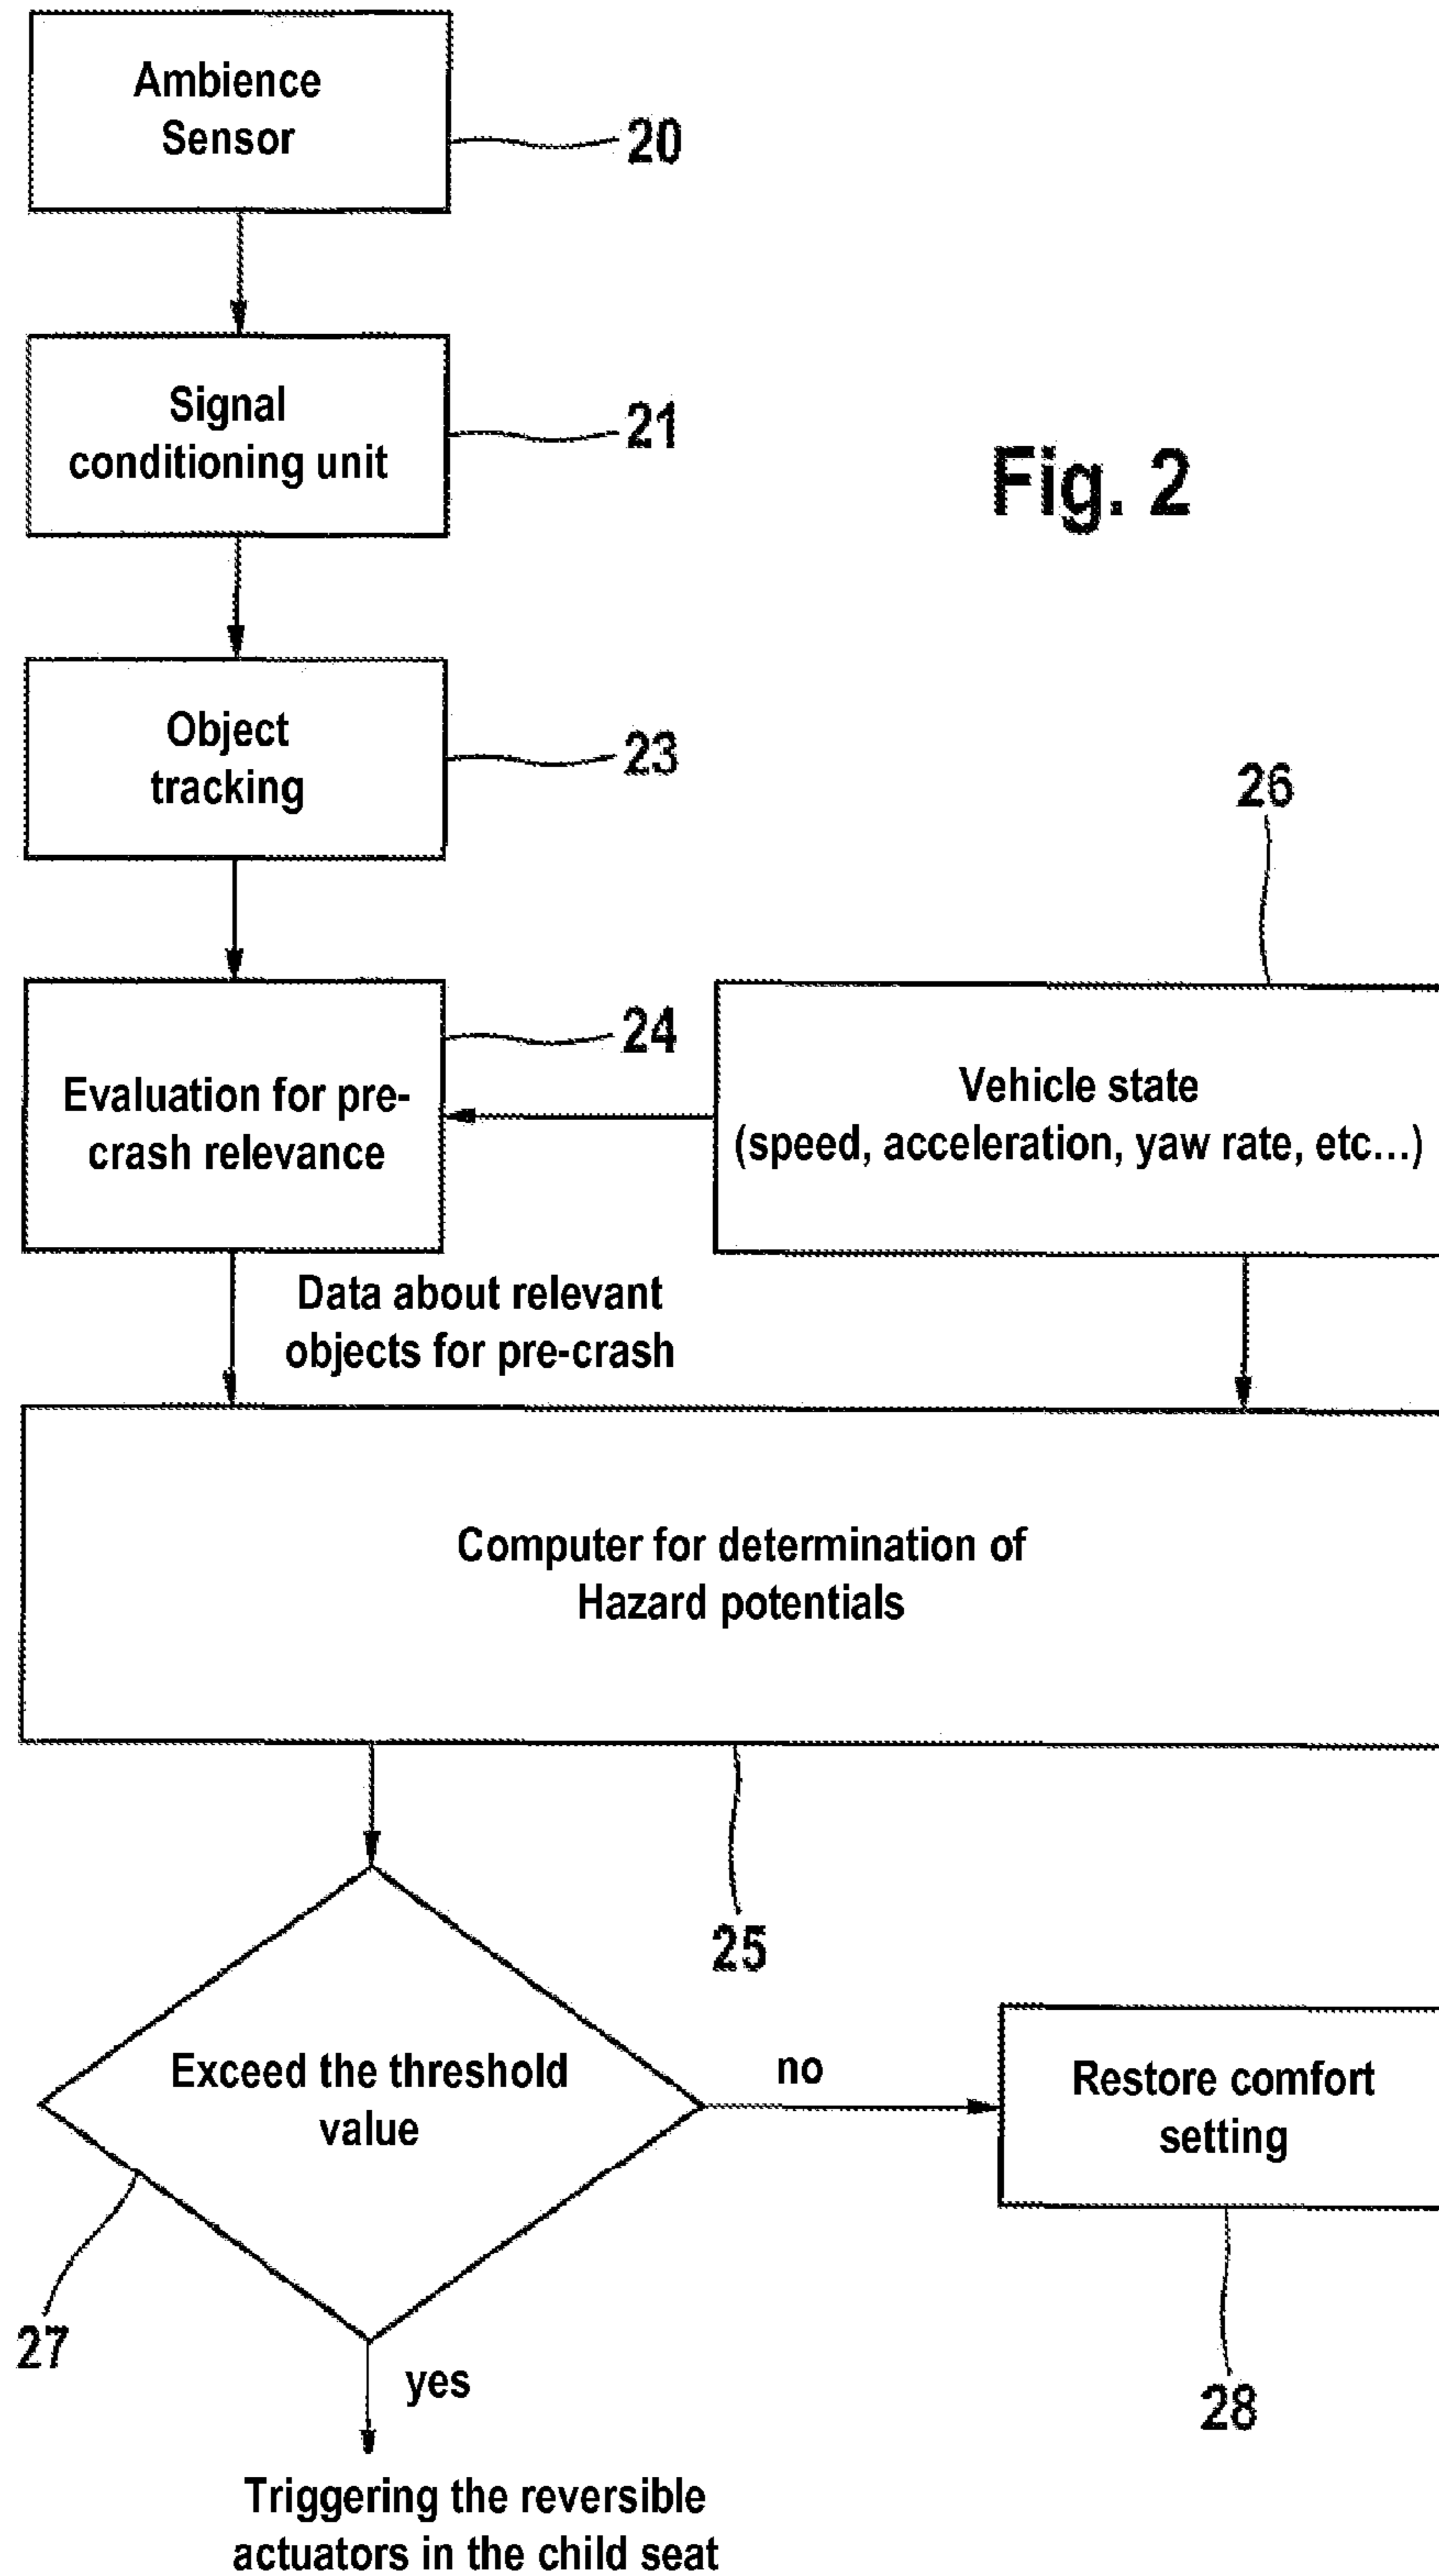 Ambience
Sensor
20
Signal
conditioning unit
21
Fig. 2
Object
tracking
23
26
24
Evaluation for pre-
crash relevance
Vehicle state
(speed, acceleration, yaw rate, etc...)
Data about relevant
objects for pre-crash
Computer for determination of
Hazard potentials
25
Exceed the threshold
value
no
Restore comfort
setting
27
yes
28
Triggering the reversible
actuators in the child seat